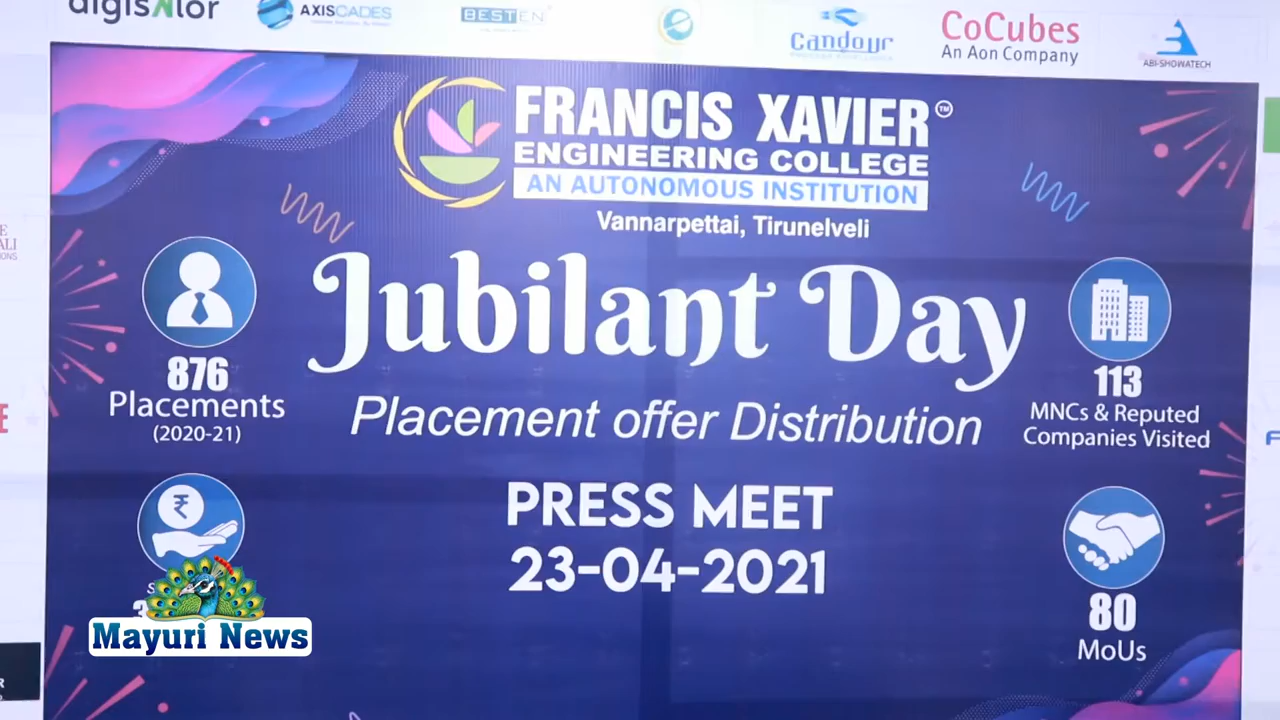 digisAlor
AXISCADES
BESTEN
Candour
CoCubes
An Aon Company
ABI-SHOWATECH
FRANCIS XAVIER TM
ENGINEERING COLLEGE
AN AUTONOMOUS INSTITUTION
Vannarpettai, Tirunelveli
Jubilant Day
Placement offer Distribution
PRESS MEET
23-04-2021
876
Placements
(2020-21)
113
MNCs & Reputed
Companies Visited
₹
80
MoUs
Mayuri News